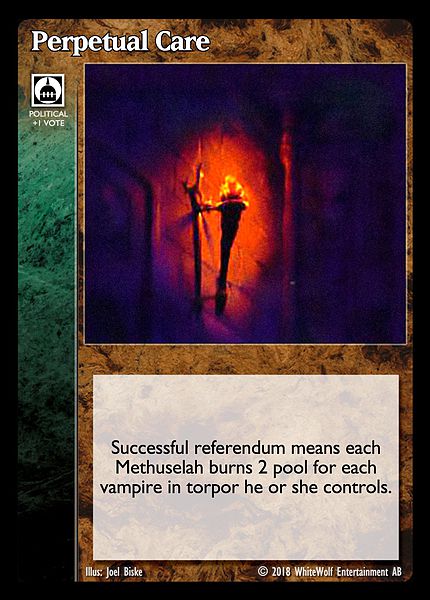 Perpetual Care
POLITICAL
+1 VOTE
Successful referendum means each
Methuselah burns 2 pool for each
vampire in torpor he or she controls.
Illus: Joel Biske © 2018 WhiteWolf Entertainment AB